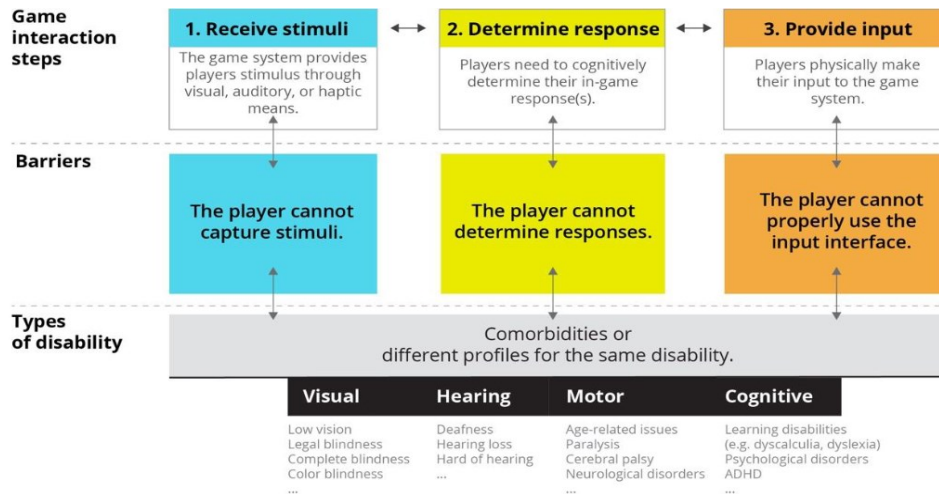 Game
interaction
steps
1. Receive stimuli
The game system provides
players stimulus through
visual, auditory, or haptic
means.
2. Determine response
Players need to cognitively
determine their in-game
response(s).
3. Provide input
Players physically make
their input to the game
system.
Barriers
The player cannot
capture stimuli.
The player cannot
determine responses.
The player cannot
properly use the
input interface.
Types
of disability
Comorbidities or
different profiles for the same disability.
Visual
Low vision
Legal blindness
Complete blindness
Color blindness
...
Hearing
Deafness
Hearing loss
Hard of hearing
...
Motor
Age-related issues
Paralysis
Cerebral palsy
Neurological disorders
...
Cognitive
Learning disabilities
(e.g. dyscalculia, dyslexia)
Psychological disorders
ADHD
...